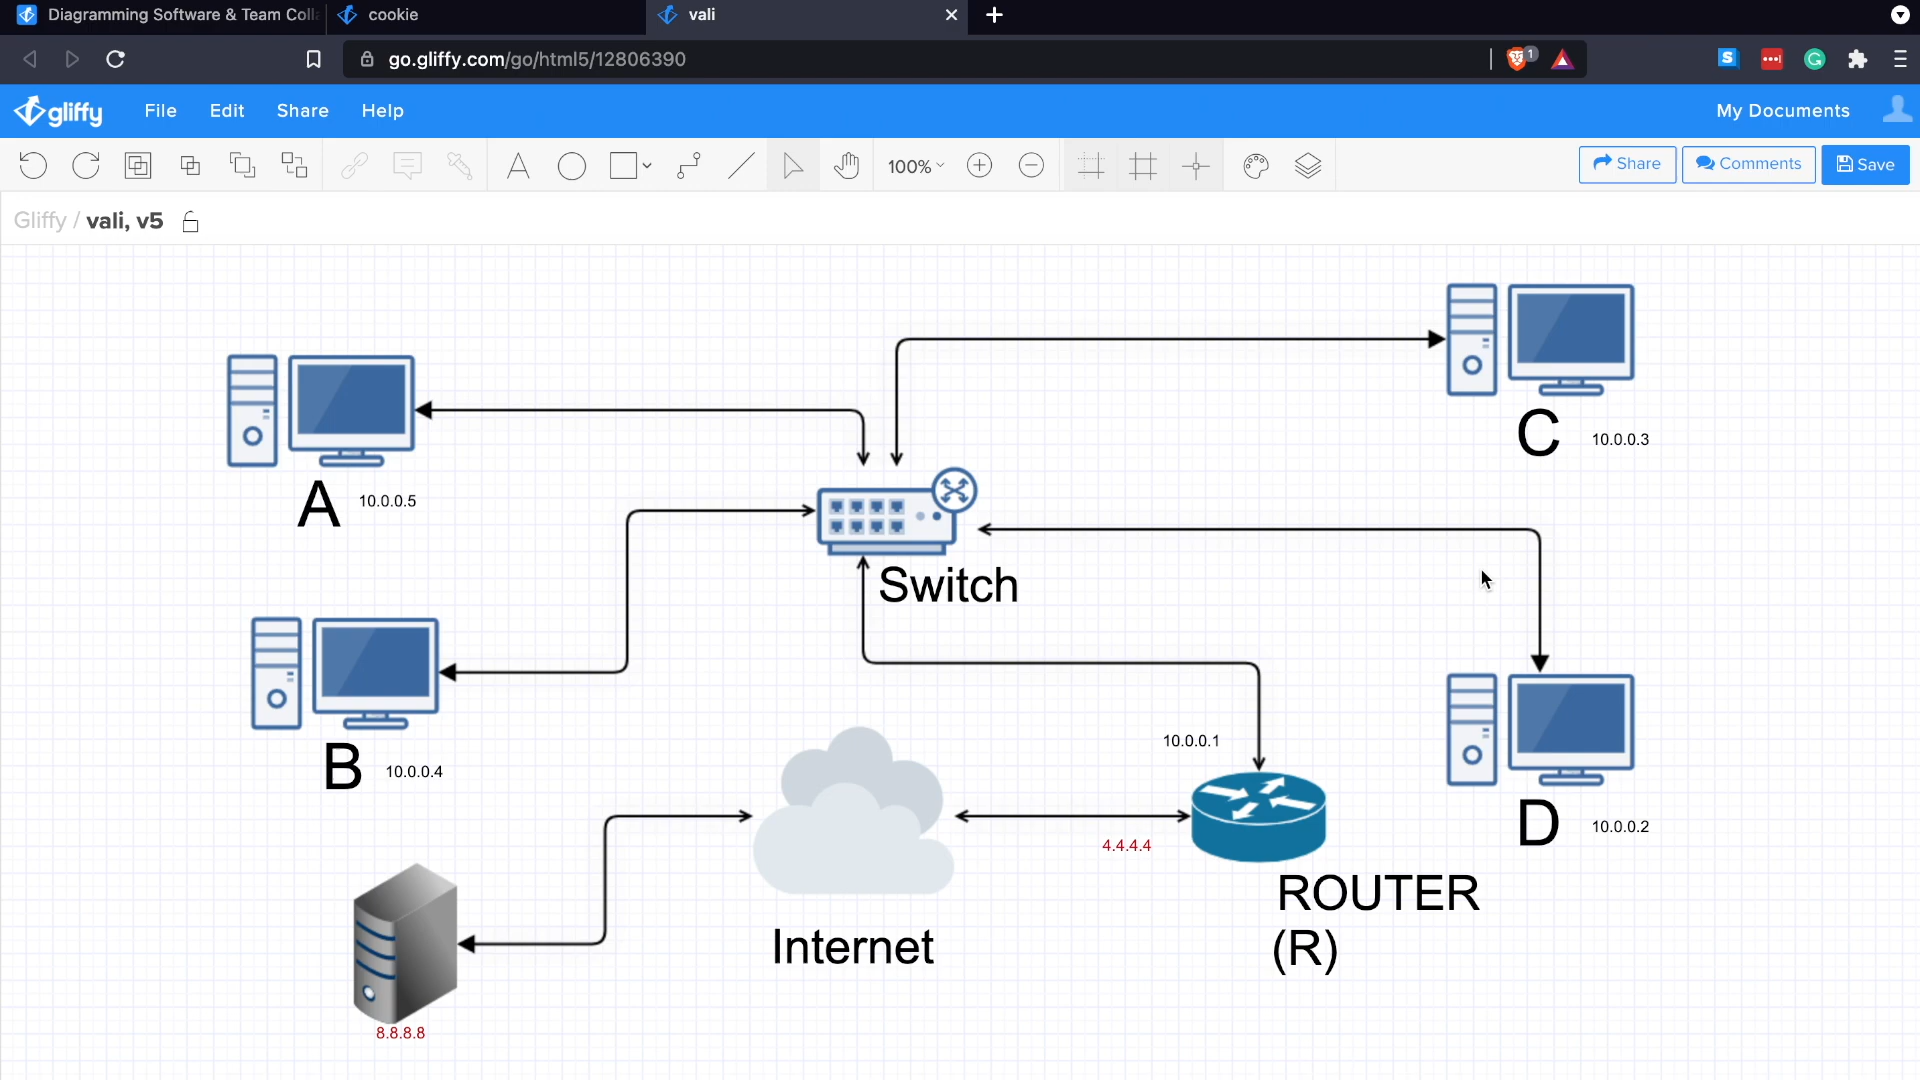 Diagramming Software & Team Coll
cookie
vali
go.gliffy.com/go/html5/12806390
1
S
G
gliffy
File
Edit
Share
Help
My Documents
A
100%
Share
Comments
Save
Gliffy / vali, v5
C
10.0.0.3
A
10.0.0.5
Switch
B
10.0.0.4
10.0.0.1
D
10.0.0.2
4.4.4.4
ROUTER
(R)
Internet
8.8.8.8